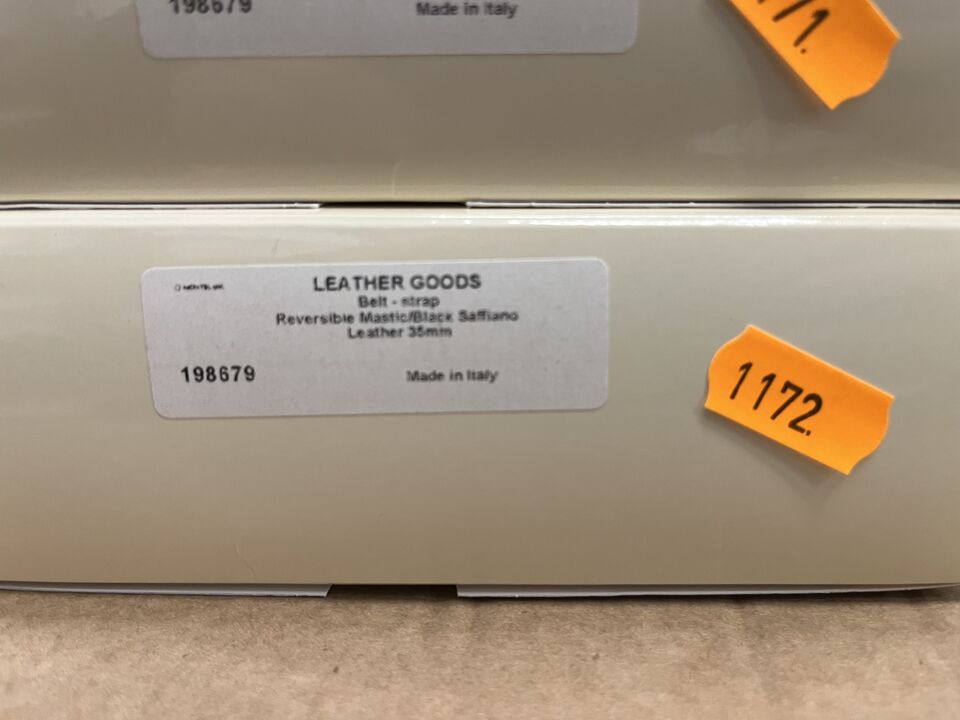 198679
Made in Italy
LEATHER GOODS
Belt - strap
Reversible Mastic/Black Saffiano
Leather 35mm
198679
Made in Italy
1172.